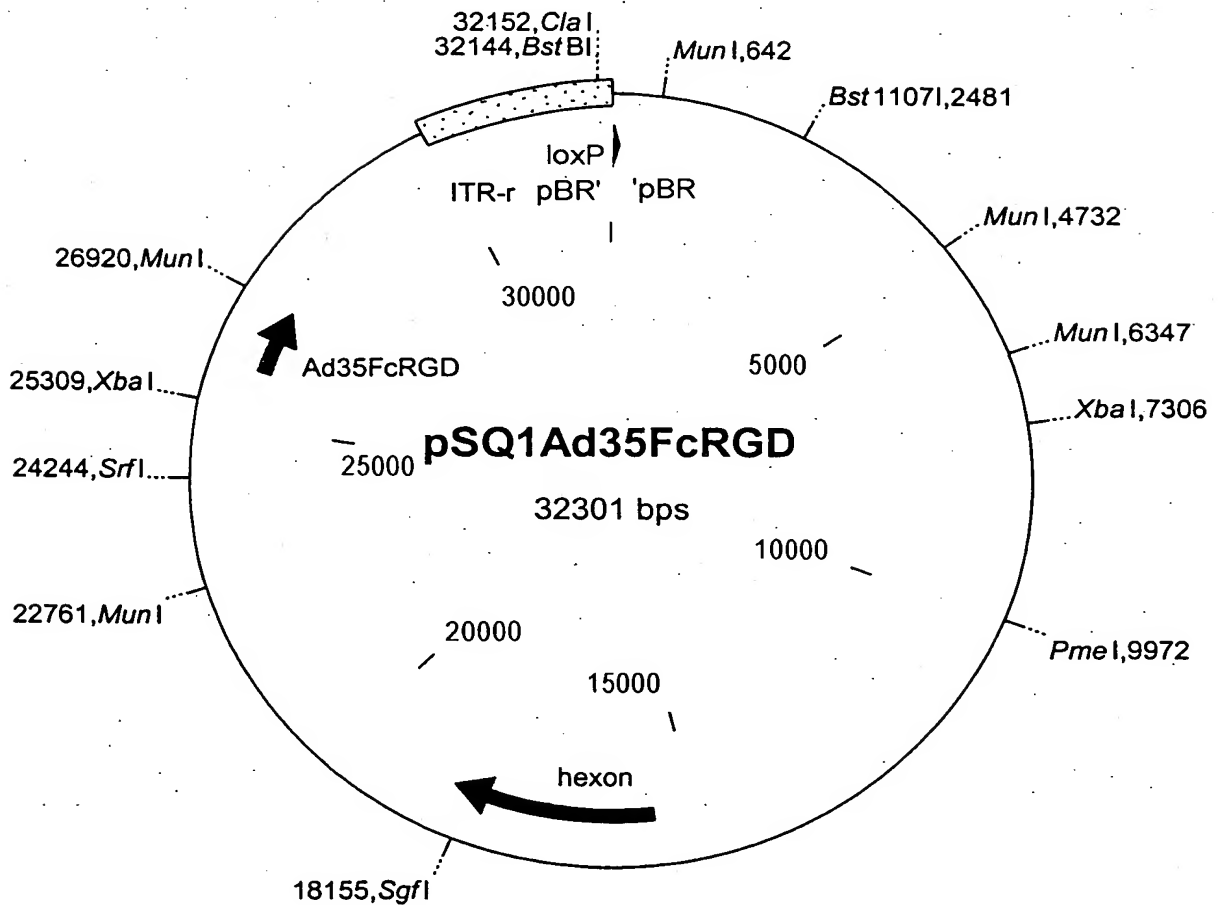 32152,ClaI
32144,BstBI
MunI,642
Bst1107I,2481
loxP
ITR-r pBR' 'pBR
MunI,4732
26920,MunI
30000
MunI,6347
5000
Ad35FcRGD
25309,XbaI
XbaI,7306
pSQ1Ad35FcRGD
24244,SrfI
25000
32301 bps
10000
22761,MunI
20000
PmeI,9972
15000
hexon
18155,SgfI